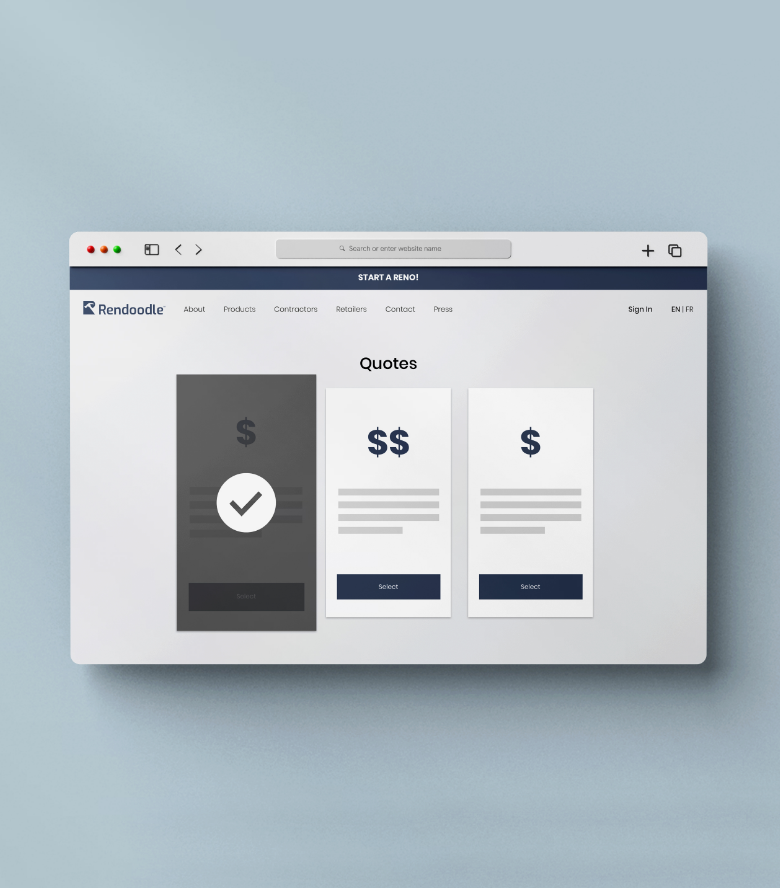 Search or enter website name
START A RENO!
Rendoodle™ About Products Contractors Retailers Contact Press Sign In EN | FR
Quotes
$ $$ $
Select Select Select